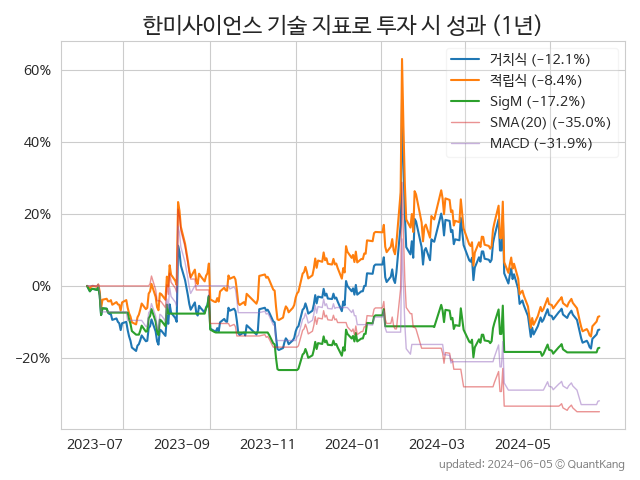 한미사이언스 기술 지표로 투자 시 성과 (1년)
60%
40%
20%
0%
−20%
거치식 (−12.1%)
적립식 (−8.4%)
SigM (−17.2%)
SMA(20) (−35.0%)
MACD (−31.9%)
2023-07 2023-09 2023-11 2024-01 2024-03 2024-05
updated: 2024-06-05 ⓒ QuantKang